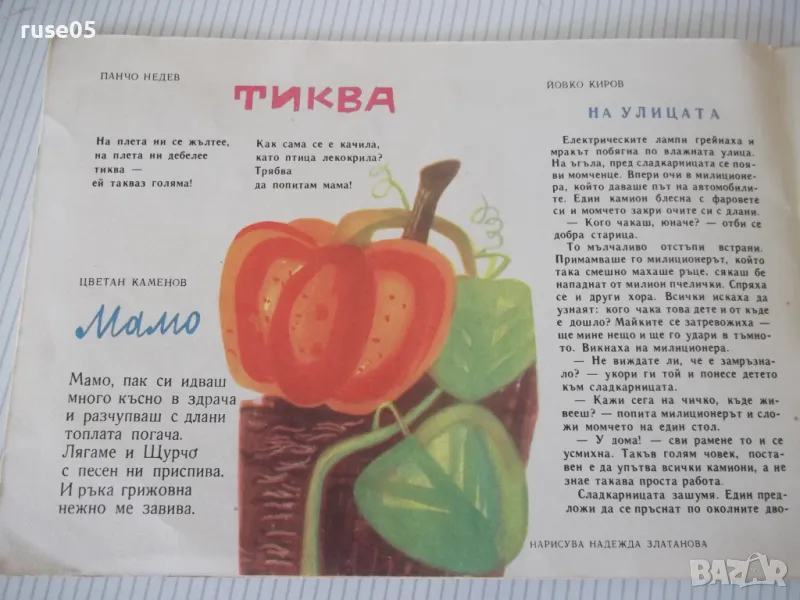 ruse05
ПАНЧО НЕДЕВ
ТИКВА
На плета ни се жълтее,
на плета ни дебелее
тиква —
ей такваз голяма!
Как сама се е качила,
като птица лекокрила?
Трябва
да попитам мама!
ЦВЕТАН КАМЕНОВ
Мамо
Мамо, пак си идваш
много късно в здрача
и разчупваш с длани
топлата погача.
Лягаме и Щурчо
с песен ни приспива.
И ръка грижовна
нежно ме завива.
ЙОВКО КИРОВ
НА УЛИЦАТА
Електрическите лампи грейнаха и
мракът побягна по влажната улица.
На ъгъла, пред сладкарницата се поя-
ви момченце. Впери очи в милиционе-
ра, който даваше път на автомобили-
те. Един камион блесна с фаровете
си и момчето закри очите си с длани.
— Кого чакаш, юначе? — отби се
добра старица.
То мълчаливо отстъпи встрани.
Примамваше го милиционерът, който
така смешно махаше ръце, сякаш бе
нападнат от милион пчелички. Спряха
се и други хора. Всички искаха да
узнаят: кого чака това дете и от къде
е дошло? Майките се затревожиха —
ще мине нещо и ще го удари в тъмно-
то. Викнаха на милиционера.
— Не виждате ли, че е замръзна-
ло? — укори ги той и понесе детето
към сладкарницата.
— Кажи сега на чичко, къде жи-
вееш? — попита милиционерът и сло-
жи момчето на един стол.
— У дома! — сви рамене то и се
усмихна. Такъв голям човек, поста-
вен е да упътва всички камиони, а не
знае такава проста работа.
Сладкарницата зашумя. Един пред-
ложи да се пръснат по околните дво-
НАРИСУВА НАДЕЖДА ЗЛАТАНОВА
BAZAR